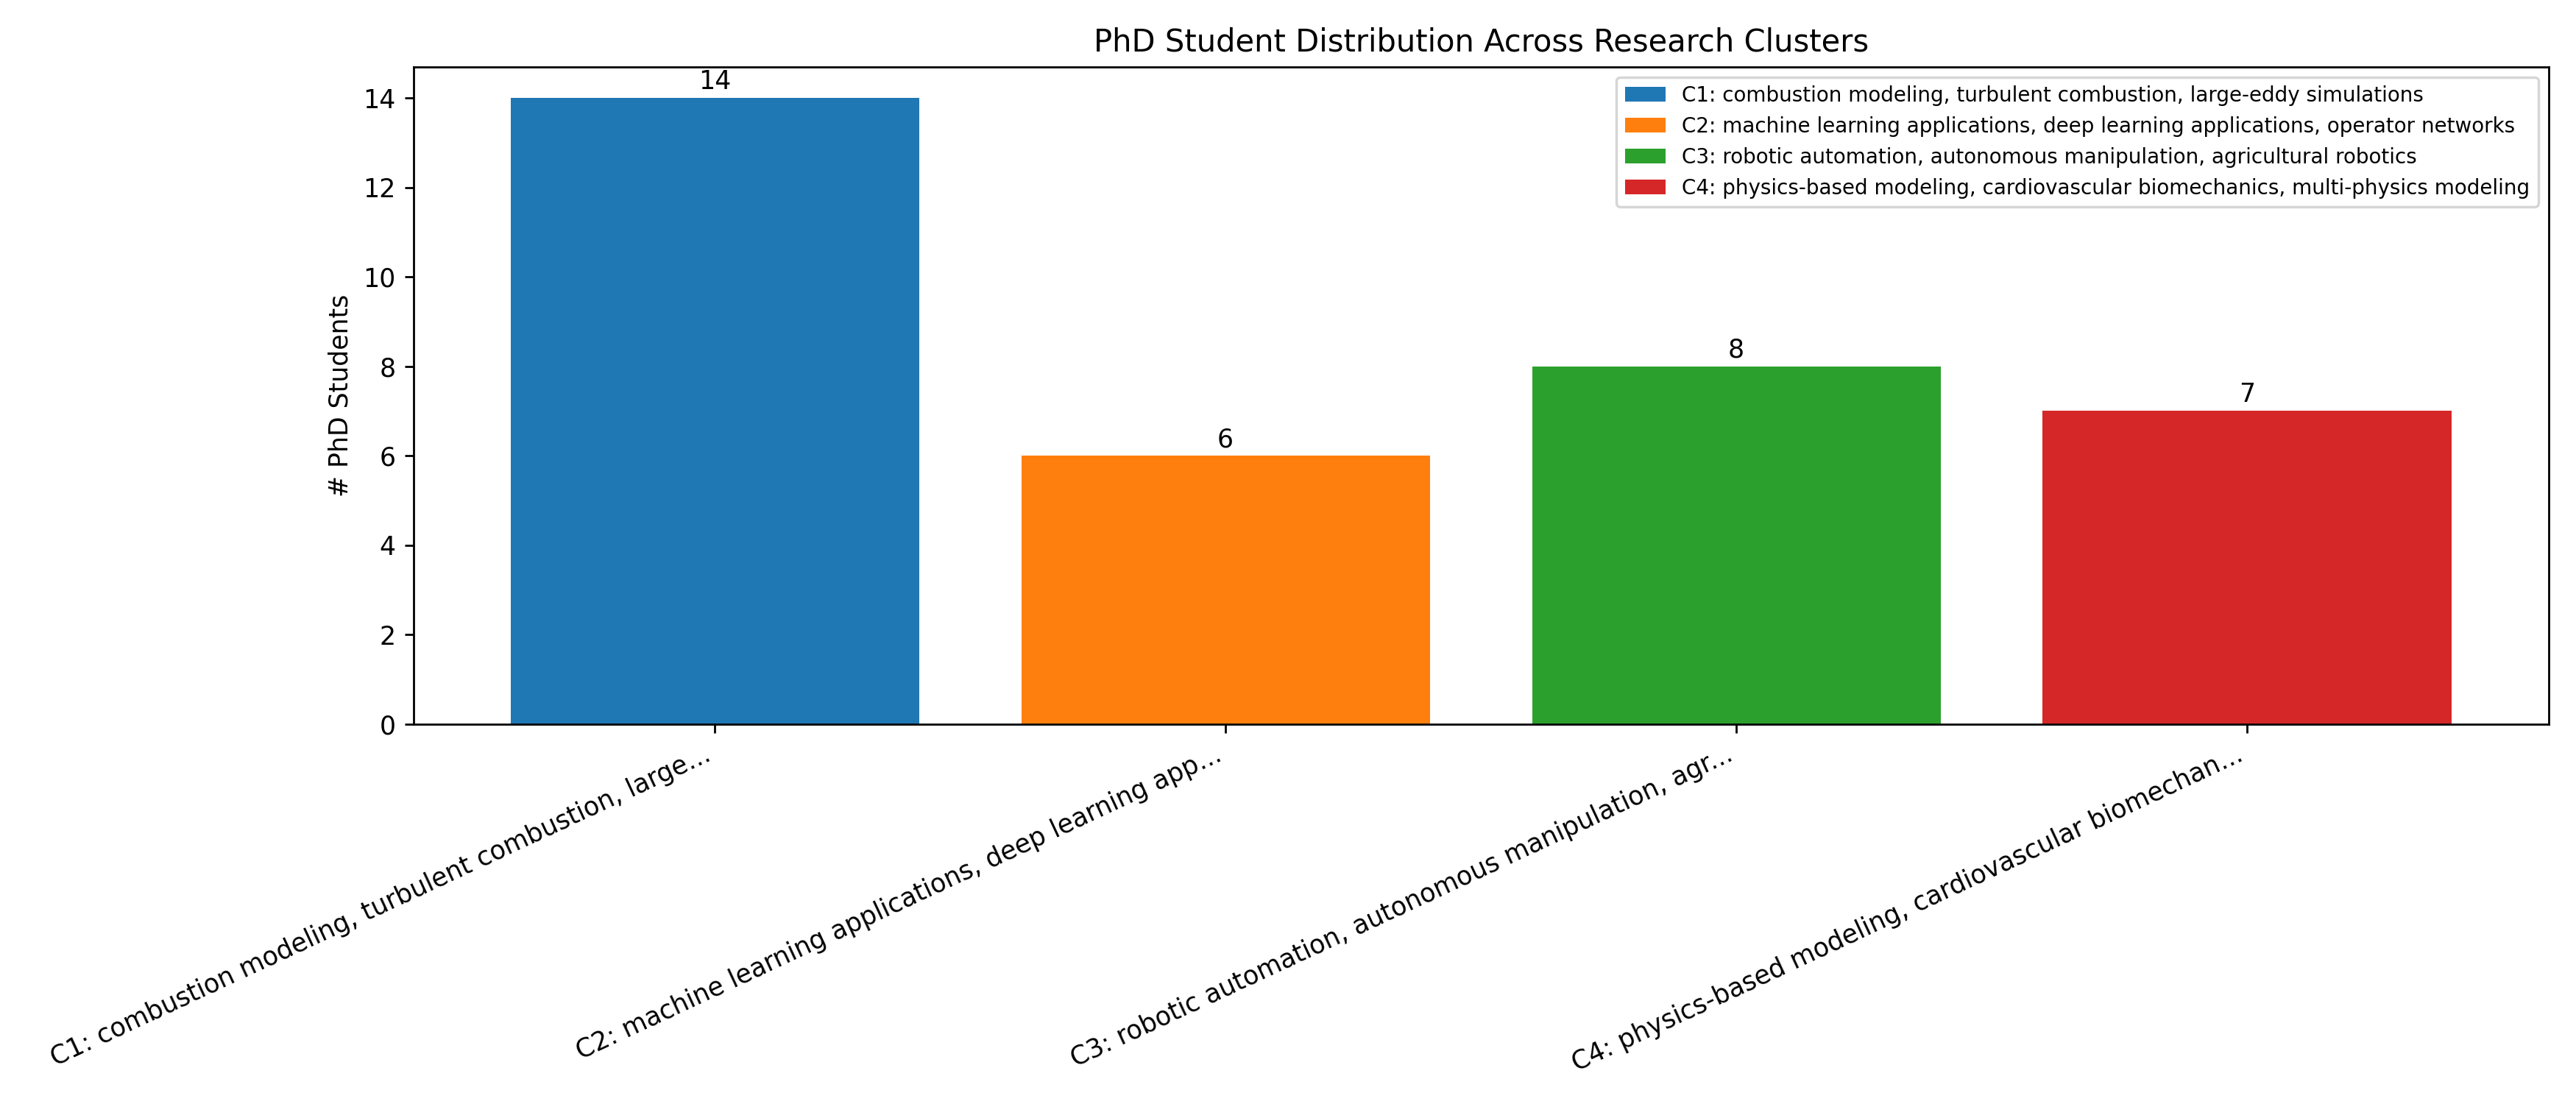 PhD Student Distribution Across Research Clusters
14
C1: combustion modeling, turbulent combustion, large-eddy simulations
C2: machine learning applications, deep learning applications, operator networks
C3: robotic automation, autonomous manipulation, agricultural robotics
C4: physics-based modeling, cardiovascular biomechanics, multi-physics modeling
6
8
7
# PhD Students
14
12
10
8
6
4
2
0
C1: combustion modeling, turbulent combustion, large...
C2: machine learning applications, deep learning app...
C3: robotic automation, autonomous manipulation, agr...
C4: physics-based modeling, cardiovascular biomechan...